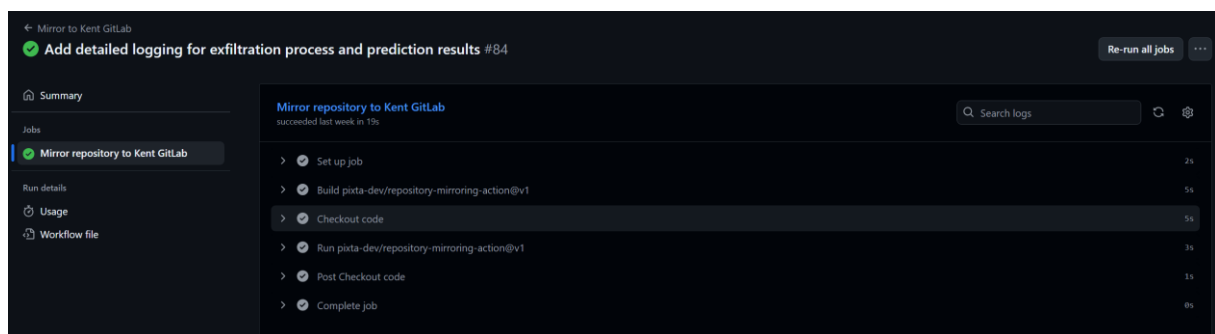 ← Mirror to Kent GitLab
Add detailed logging for exfiltration process and prediction results #84
Re-run all jobs
Summary
Jobs
Mirror repository to Kent GitLab
Run details
Usage
Workflow file
Mirror repository to Kent GitLab
succeeded last week in 19s
Search logs
Set up job 2s
Build pixta-dev/repository-mirroring-action@v1 5s
Checkout code 5s
Run pixta-dev/repository-mirroring-action@v1 3s
Post Checkout code 1s
Complete job 0s